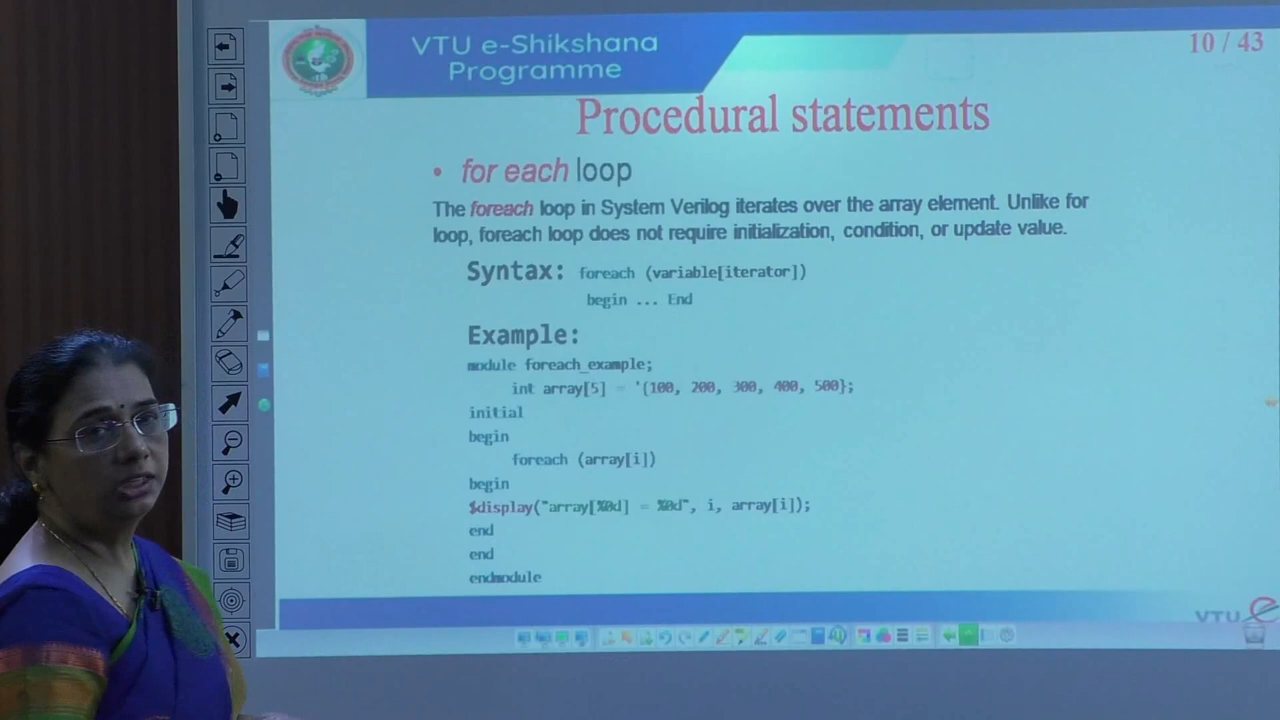 VTU e-Shikshana
Programme
10 / 43
Procedural statements
• for each loop
The foreach loop in System Verilog iterates over the array element. Unlike for
loop, foreach loop does not require initialization, condition, or update value.
Syntax: foreach (variable[iterator])
begin ... End
Example:
module foreach_example;
int array[5] = '{100, 200, 300, 400, 500};
initial
begin
foreach (array[i])
begin
$display("array[%0d] = %0d", i, array[i]);
end
end
endmodule
VTU e